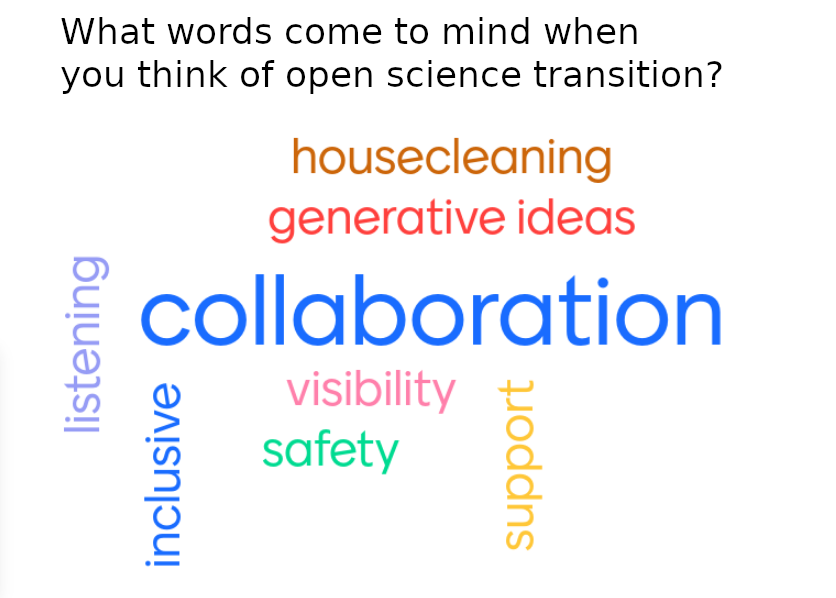 What words come to mind when
you think of open science transition?
housecleaning
generative ideas
listening
collaboration
inclusive
visibility
safety
support